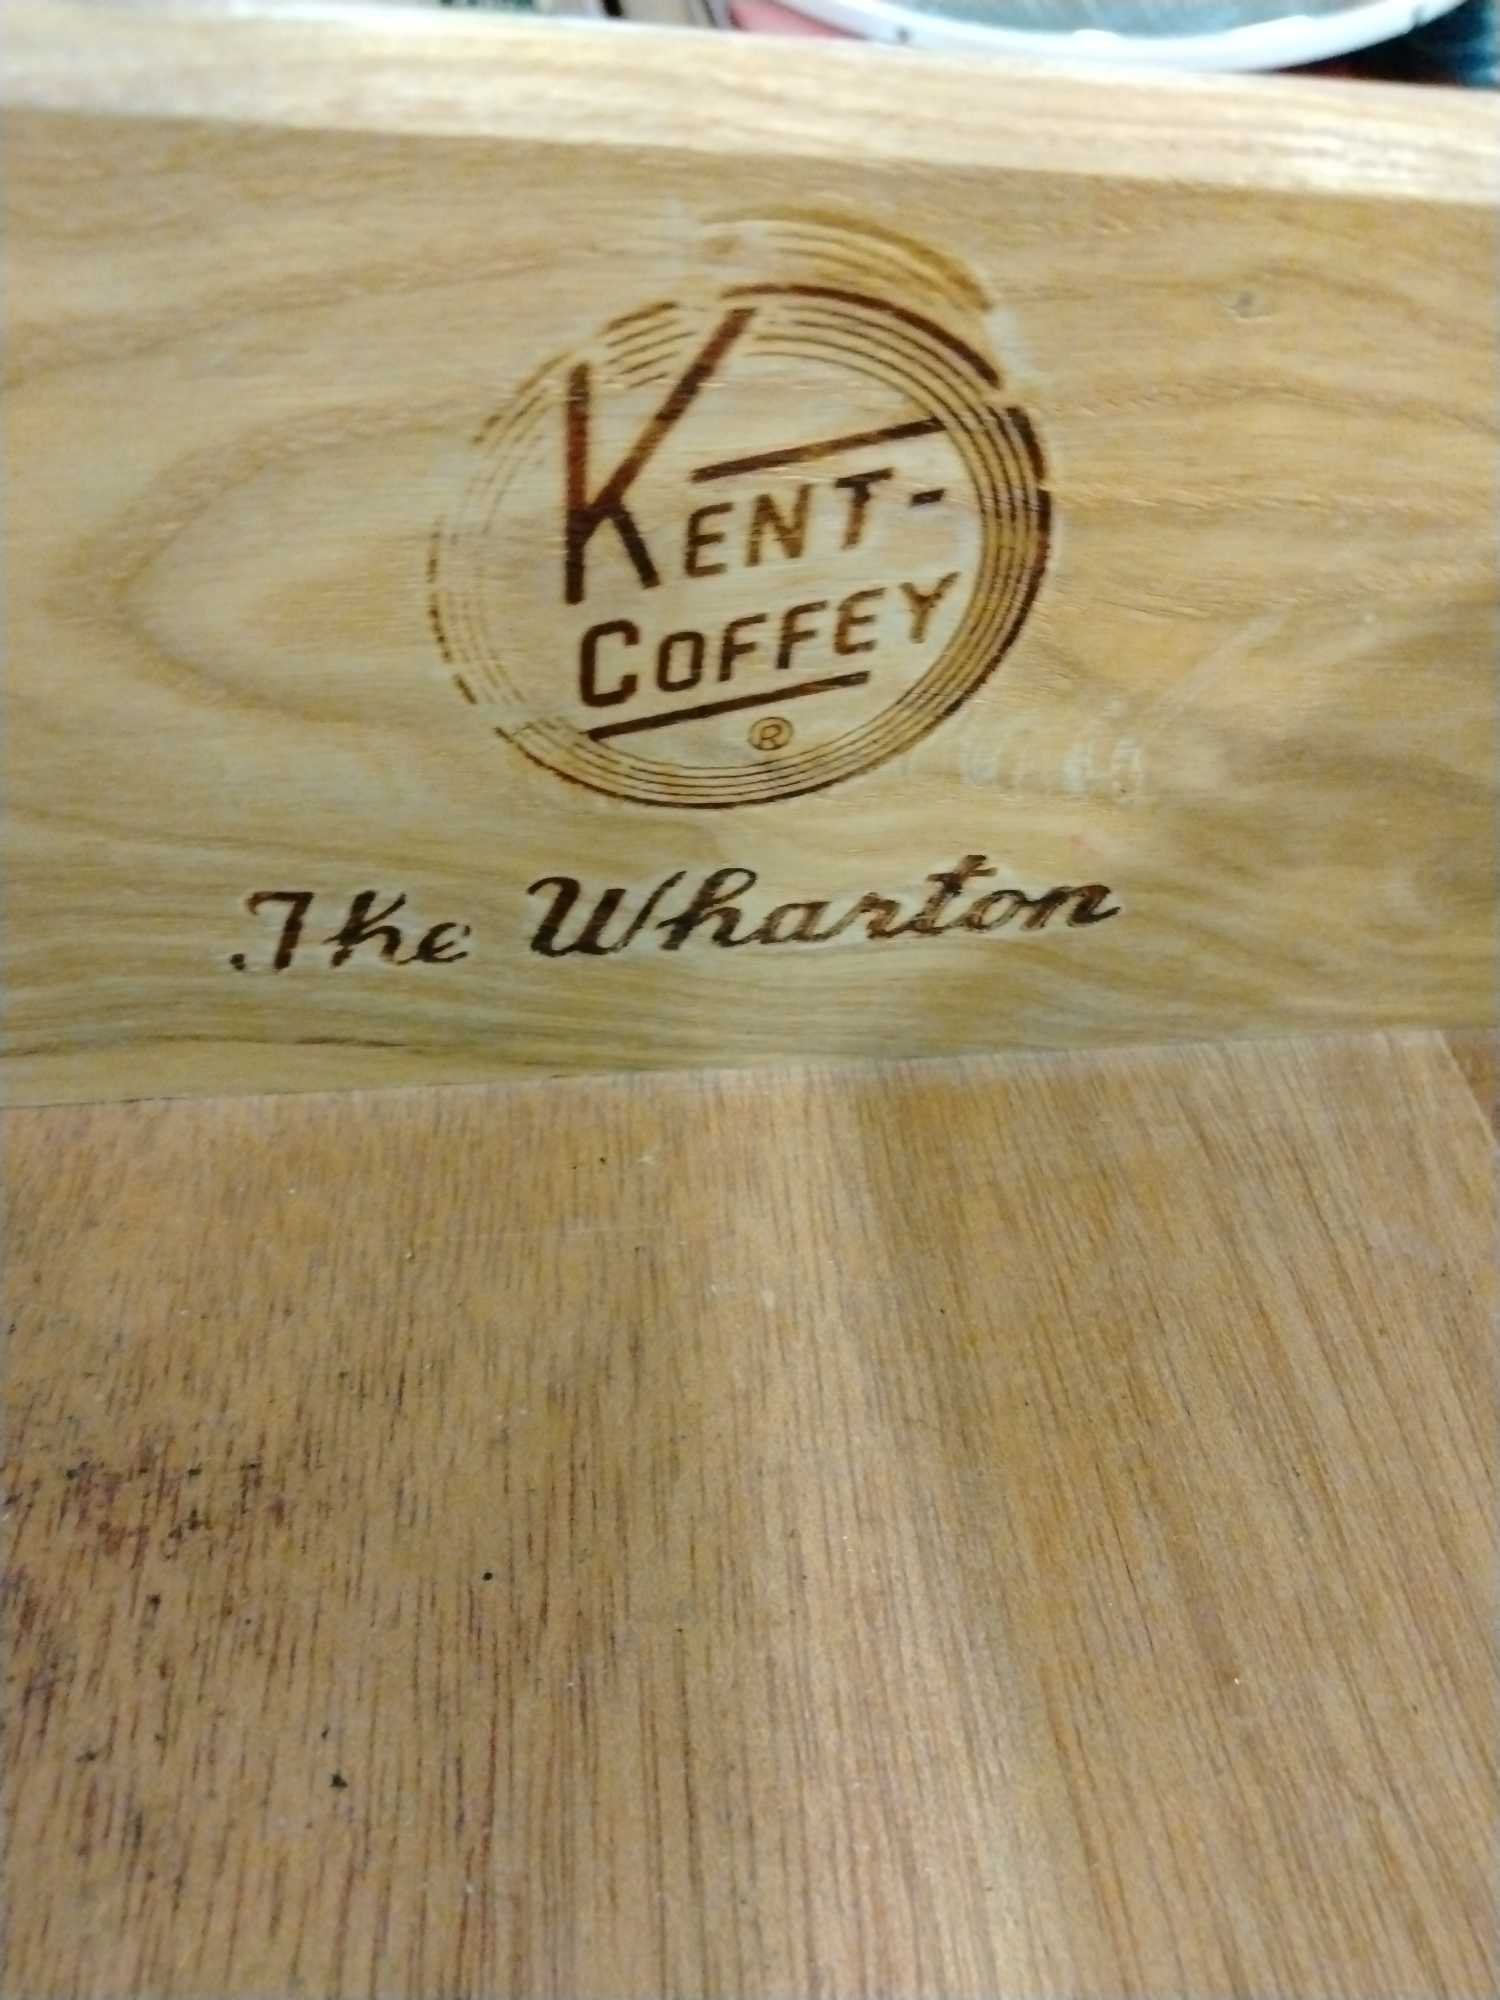 KENT-
COFFEY
®
The Wharton